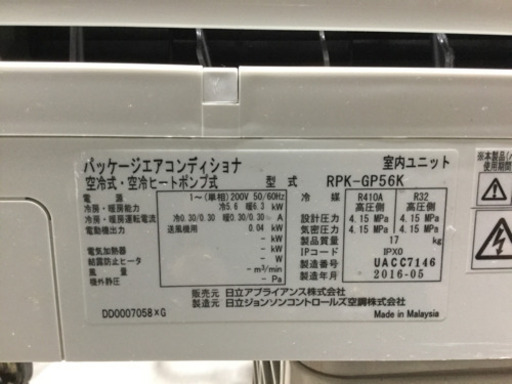 パッケージエアコンディショナ 室内ユニット
空冷式・空冷ヒートポンプ式 型式 RPK-GP56K
電源 1~(単相)200V 50/60Hz
冷房・暖房能力 冷5.6 暖6.3 kW
冷房・暖房運転電流 冷0.30/0.30 暖0.30/0.30 A
電動機出力 送風機用 0.04 kW
電気加熱器 - kW
結露防止ヒータ - W
風量 - m³/min
機外静圧 - Pa
冷媒 R410A R32
高圧側 高圧側
設計圧力 4.15 MPa 4.15 MPa
気密圧力 4.15 MPa 4.15 MPa
製品質量 17 kg
IPコード IPX0
製造番号 UACC7146
製造年月 2016-05
販売元 日立アプライアンス株式会社
製造元 日立ジョンソンコントロールズ空調株式会社
DD0007058×G Made in Malaysia
※本製品(